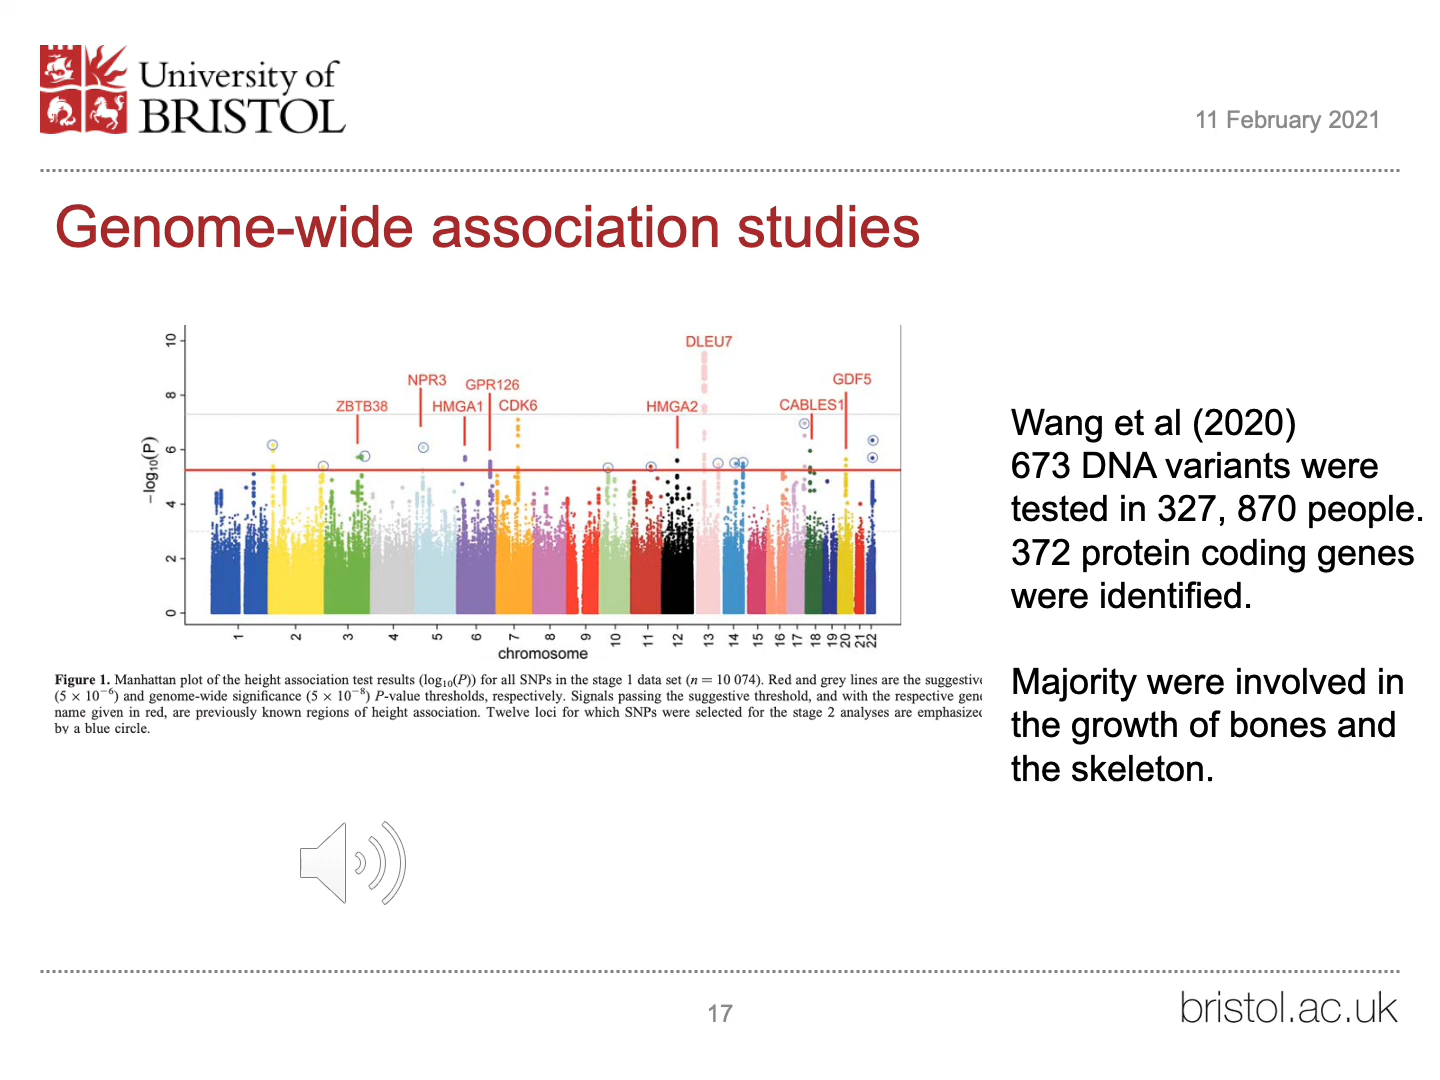 University of
BRISTOL
11 February 2021
Genome-wide association studies
10
8
6
4
2
0
−log10(P)
DLEU7
NPR3
GPR126
GDF5
ZBTB38
HMGA1
CDK6
HMGA2
CABLES1
1 2 3 4 5 6 7 8 9 10 11 12 13 14 15 16 17 18 19 20 21 22
chromosome
Figure 1. Manhattan plot of the height association test results (log10(P)) for all SNPs in the stage 1 data set (n = 10 074). Red and grey lines are the suggestive
(5 × 10−6) and genome-wide significance (5 × 10−8) P-value thresholds, respectively. Signals passing the suggestive threshold, and with the respective gene
name given in red, are previously known regions of height association. Twelve loci for which SNPs were selected for the stage 2 analyses are emphasized
by a blue circle.
Wang et al (2020)
673 DNA variants were
tested in 327, 870 people.
372 protein coding genes
were identified.
Majority were involved in
the growth of bones and
the skeleton.
17
bristol.ac.uk